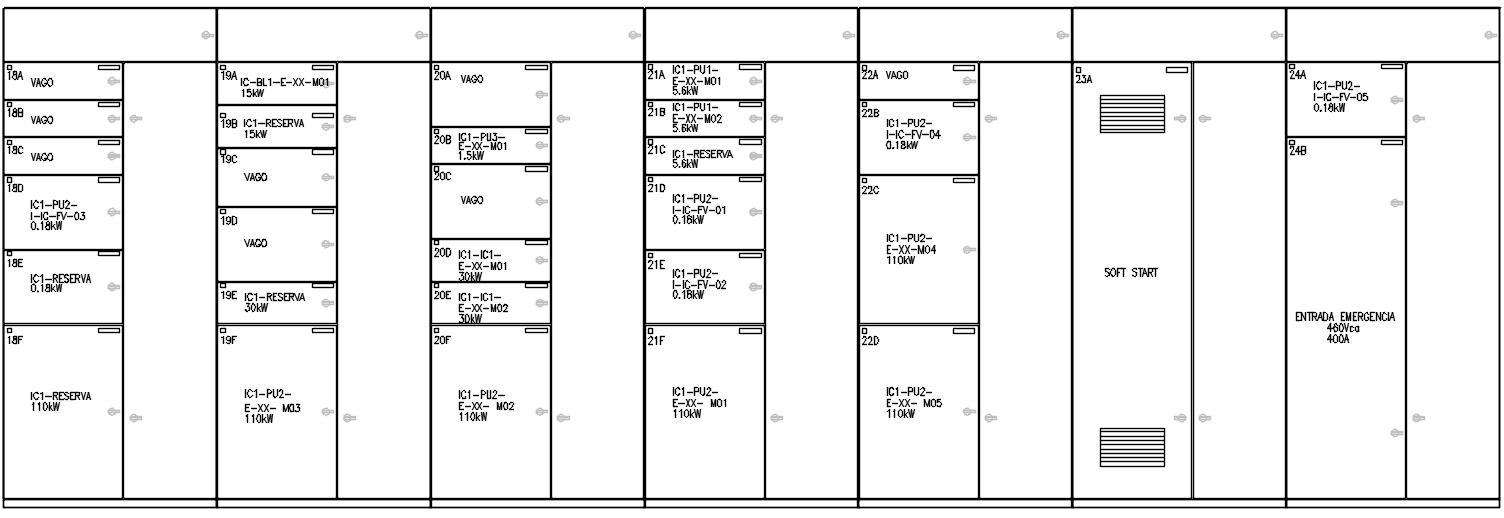 18A
VAGO
18B
VAGO
18C
VAGO
18D
IC1-PU2-
I-IC-FV-03
0.18kW
18E
IC1-RESERVA
0.18kW
18F
IC1-RESERVA
110kW
19A
IC-BL1-E-XX-M01
15kW
19B
IC1-RESERVA
15kW
19C
VAGO
19D
VAGO
19E
IC1-RESERVA
30kW
19F
IC1-PU2-
E-XX- M03
110kW
20A
VAGO
20B
IC1-PU3-
E-XX-M01
1.5kW
20C
VAGO
20D
IC1-IC1-
E-XX-M01
30kW
20E
IC1-IC1-
E-XX-M02
30kW
20F
IC1-PU2-
E-XX- M02
110kW
21A
IC1-PU1-
E-XX-M01
5.6kW
21B
IC1-PU1-
E-XX-M02
5.6kW
21C
IC1-RESERVA
5.6kW
21D
IC1-PU2-
I-IC-FV-01
0.18kW
21E
IC1-PU2-
I-IC-FV-02
0.18kW
21F
IC1-PU2-
E-XX- M01
110kW
22A
VAGO
22B
IC1-PU2-
I-IC-FV-04
0.18kW
22C
IC1-PU2-
E-XX-M04
110kW
22D
IC1-PU2-
E-XX- M05
110kW
23A
SOFT START
24A
IC1-PU2-
I-IC-FV-05
0.18kW
24B
ENTRADA EMERGENCIA
460Vca
400A